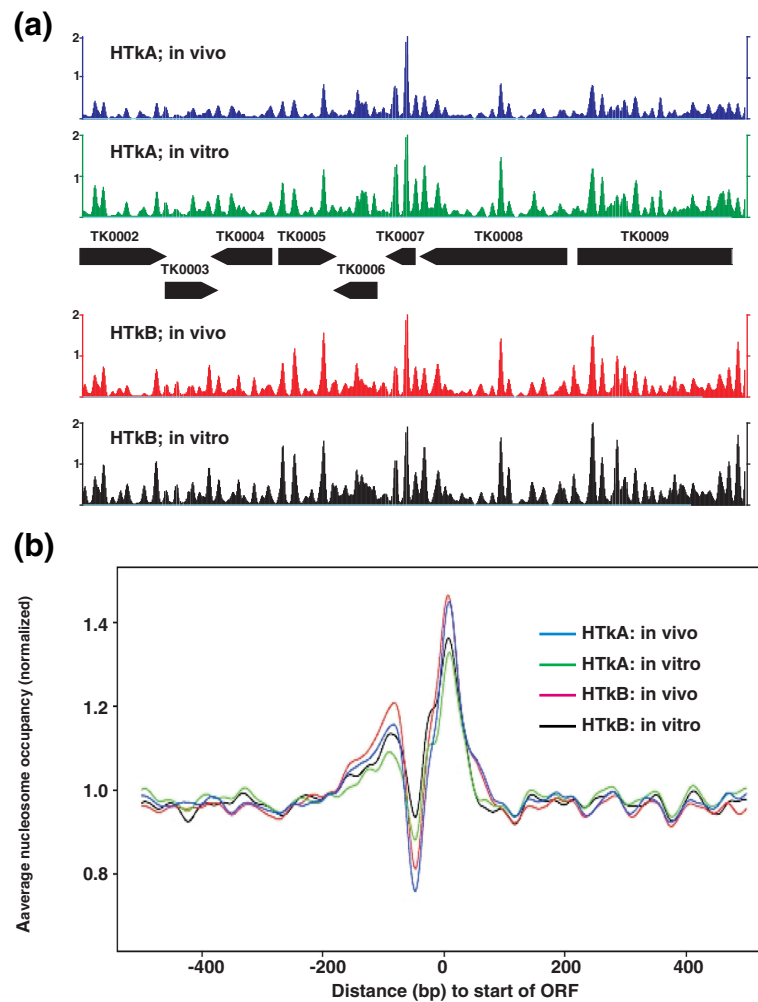 (a)
2
1
HTkA; in vivo
2
1
HTkA; in vitro
TK0002
TK0004
TK0005
TK0007
TK0008
TK0009
TK0003
TK0006
2
1
HTkB; in vivo
2
1
HTkB; in vitro
(b)
Aaverage nucleosome occupancy (normalized)
1.4
1.2
1.0
0.8
HTkA: in vivo
HTkA: in vitro
HTkB: in vivo
HTkB: in vitro
-400
-200
0
200
400
Distance (bp) to start of ORF